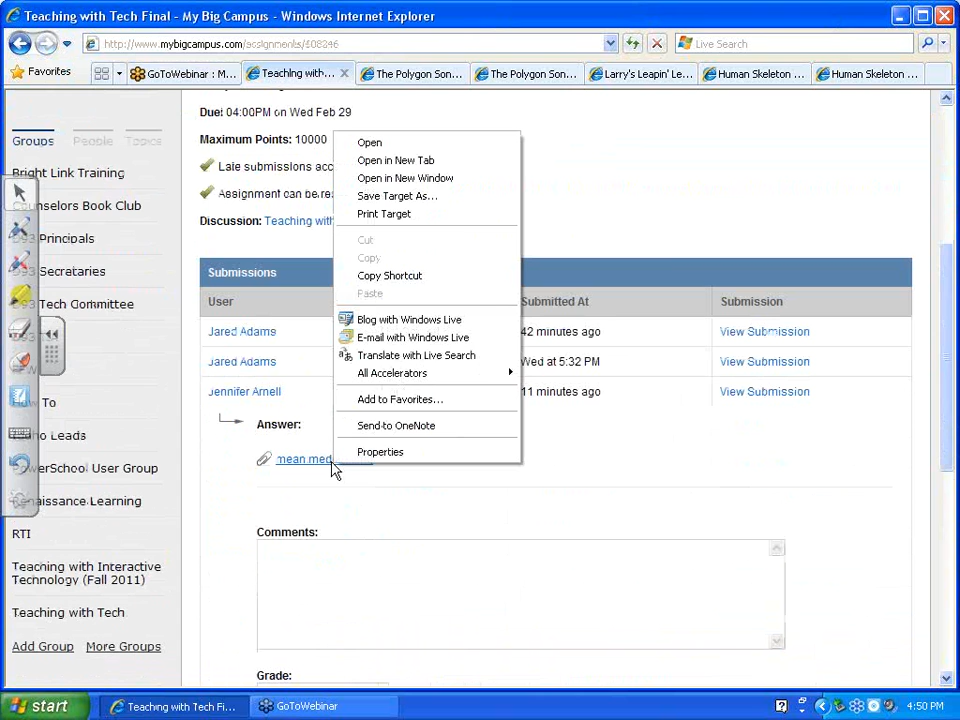 Teaching with Tech Final - My Big Campus - Windows Internet Explorer
http://www.mybigcampus.com/assignments/408246
Live Search
Favorites
GoToWebinar : M...
Teaching with...
The Polygon Son...
The Polygon Son...
Larry's Leapin' Le...
Human Skeleton ...
Human Skeleton ...
Groups
People
Topics
Bright Link Training
ounselors Book Club
Principals
Secretaries
Tech Committee
To
Leads
PowerSchool User Group
enaissance Learning
RTI
Teaching with Interactive
Technology (Fall 2011)
Teaching with Tech
Add Group
More Groups
Due: 04:00PM on Wed Feb 29
Maximum Points: 10000
Late submissions acc
Assignment can be re
Discussion: Teaching with
Submissions
User
Submitted At
Submission
Jared Adams
42 minutes ago
View Submission
Jared Adams
Wed at 5:32 PM
View Submission
Jennifer Arnell
11 minutes ago
View Submission
Answer:
mean med
Comments:
Grade:
Open
Open in New Tab
Open in New Window
Save Target As...
Print Target
Cut
Copy
Copy Shortcut
Paste
Blog with Windows Live
E-mail with Windows Live
Translate with Live Search
All Accelerators
Add to Favorites...
Send to OneNote
Properties
start
Teaching with Tech Fi...
GoToWebinar
4:50 PM